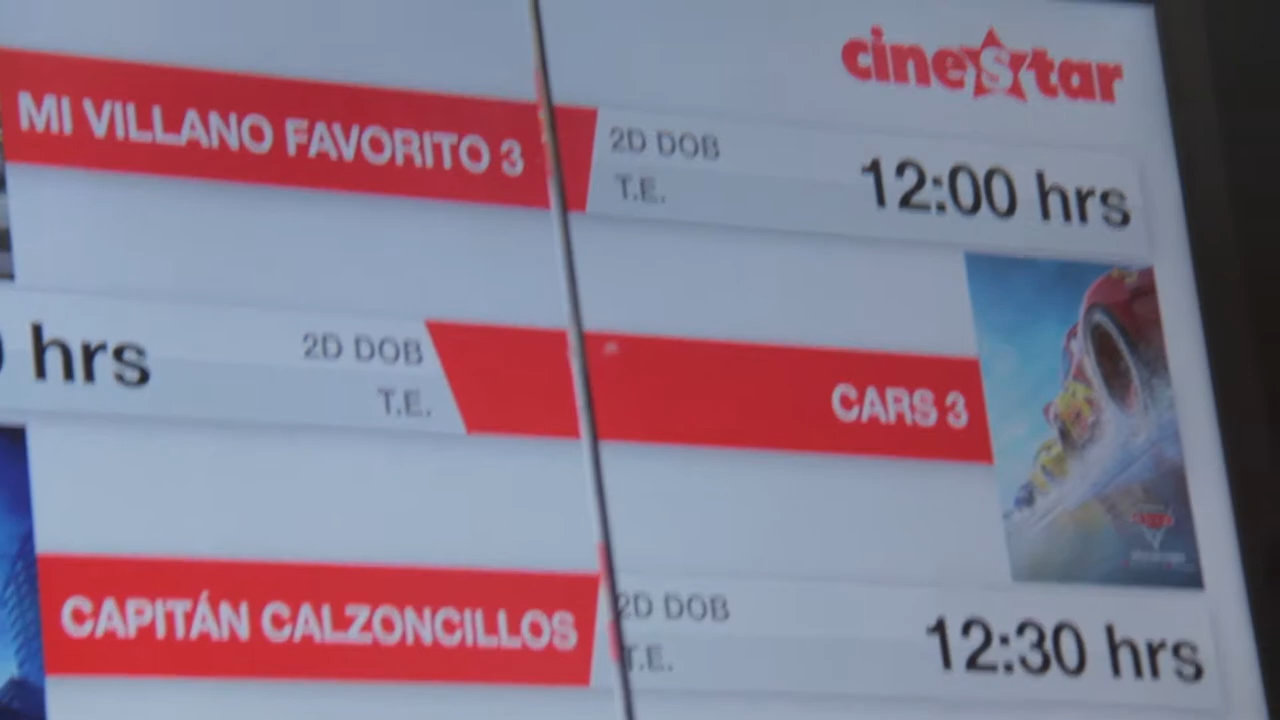 cinestar
MI VILLANO FAVORITO 3
2D DOB
T.E.
12:00 hrs
hrs
2D DOB
T.E.
CARS 3
CAPITÁN CALZONCILLOS
2D DOB
T.E.
12:30 hrs